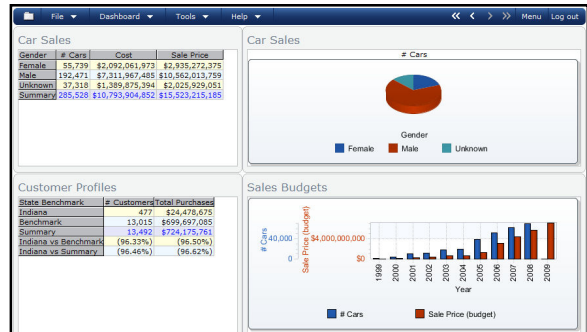 File Dashboard Tools Help << < > >> Menu Log out
Car Sales
Gender # Cars Cost Sale Price
Female 55,739 $2,092,061,973 $2,935,272,375
Male 192,471 $7,311,967,485 $10,562,013,759
Unknown 37,318 $1,389,875,394 $2,025,929,051
Summary 285,528 $10,793,904,852 $15,523,215,185
Car Sales
# Cars
Gender
Female Male Unknown
Customer Profiles
State Benchmark # Customers Total Purchases
Indiana 477 $24,478,675
Benchmark 13,015 $699,697,085
Summary 13,492 $724,175,761
Indiana vs Benchmark (96.33%) (96.50%)
Indiana vs Summary (96.46%) (96.62%)
Sales Budgets
# Cars
Sale Price (budget)
40,000 $4,000,000,000
0 $0
1999 2000 2001 2002 2003 2004 2005 2006 2007 2008 2009
Year
# Cars Sale Price (budget)